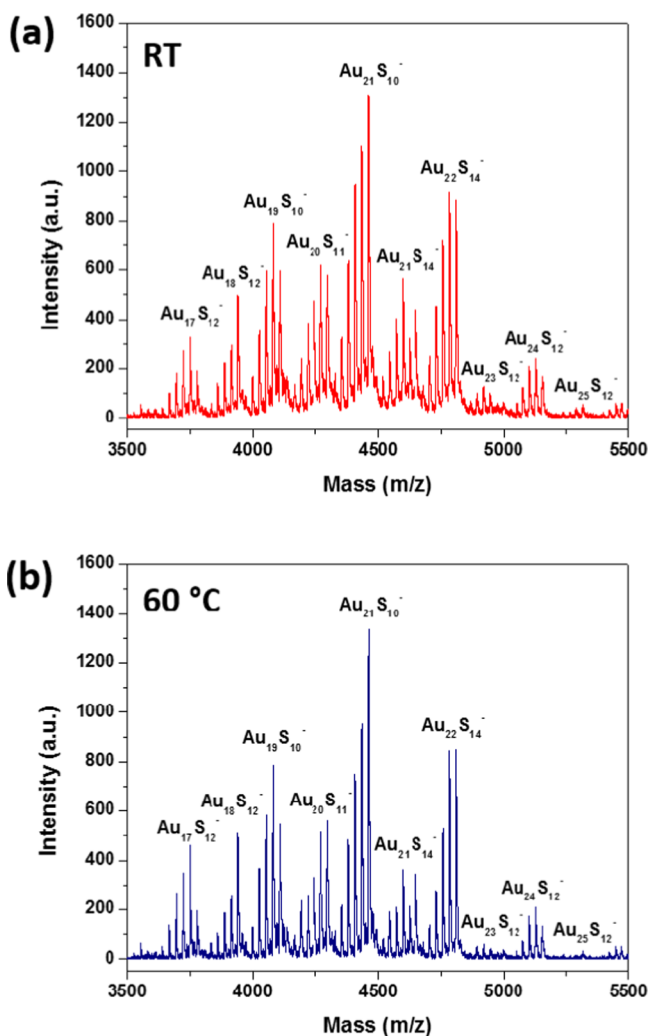 (a)
RT
1600
1400
1200
1000
800
600
400
200
0
Intensity (a.u.)
Au₁₇S₁₂⁻
Au₁₈S₁₂⁻
Au₁₉S₁₀⁻
Au₂₀S₁₁⁻
Au₂₁S₁₀⁻
Au₂₁S₁₄⁻
Au₂₂S₁₄⁻
Au₂₃S₁₂⁻
Au₂₄S₁₂⁻
Au₂₅S₁₂⁻
3500 4000 4500 5000 5500
Mass (m/z)
(b)
60 °C
1600
1400
1200
1000
800
600
400
200
0
Intensity (a.u.)
Au₁₇S₁₂⁻
Au₁₈S₁₂⁻
Au₁₉S₁₀⁻
Au₂₀S₁₁⁻
Au₂₁S₁₀⁻
Au₂₁S₁₄⁻
Au₂₂S₁₄⁻
Au₂₃S₁₂⁻
Au₂₄S₁₂⁻
Au₂₅S₁₂⁻
3500 4000 4500 5000 5500
Mass (m/z)